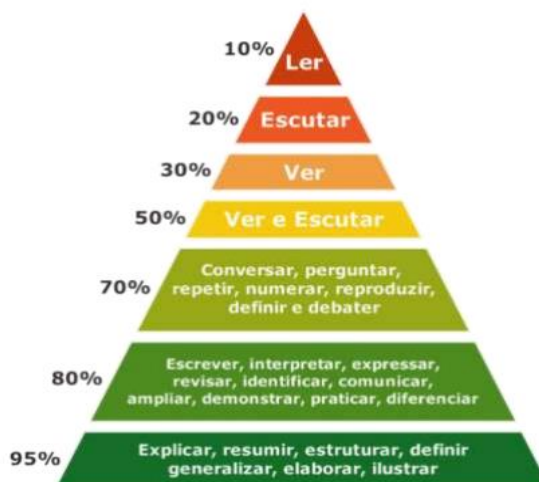 10%
Ler
20%
Escutar
30%
Ver
50%
Ver e Escutar
70%
Conversar, perguntar,
repetir, numerar, reproduzir,
definir e debater
80%
Escrever, interpretar, expressar,
revisar, identificar, comunicar,
ampliar, demonstrar, praticar, diferenciar
95%
Explicar, resumir, estruturar, definir
generalizar, elaborar, ilustrar